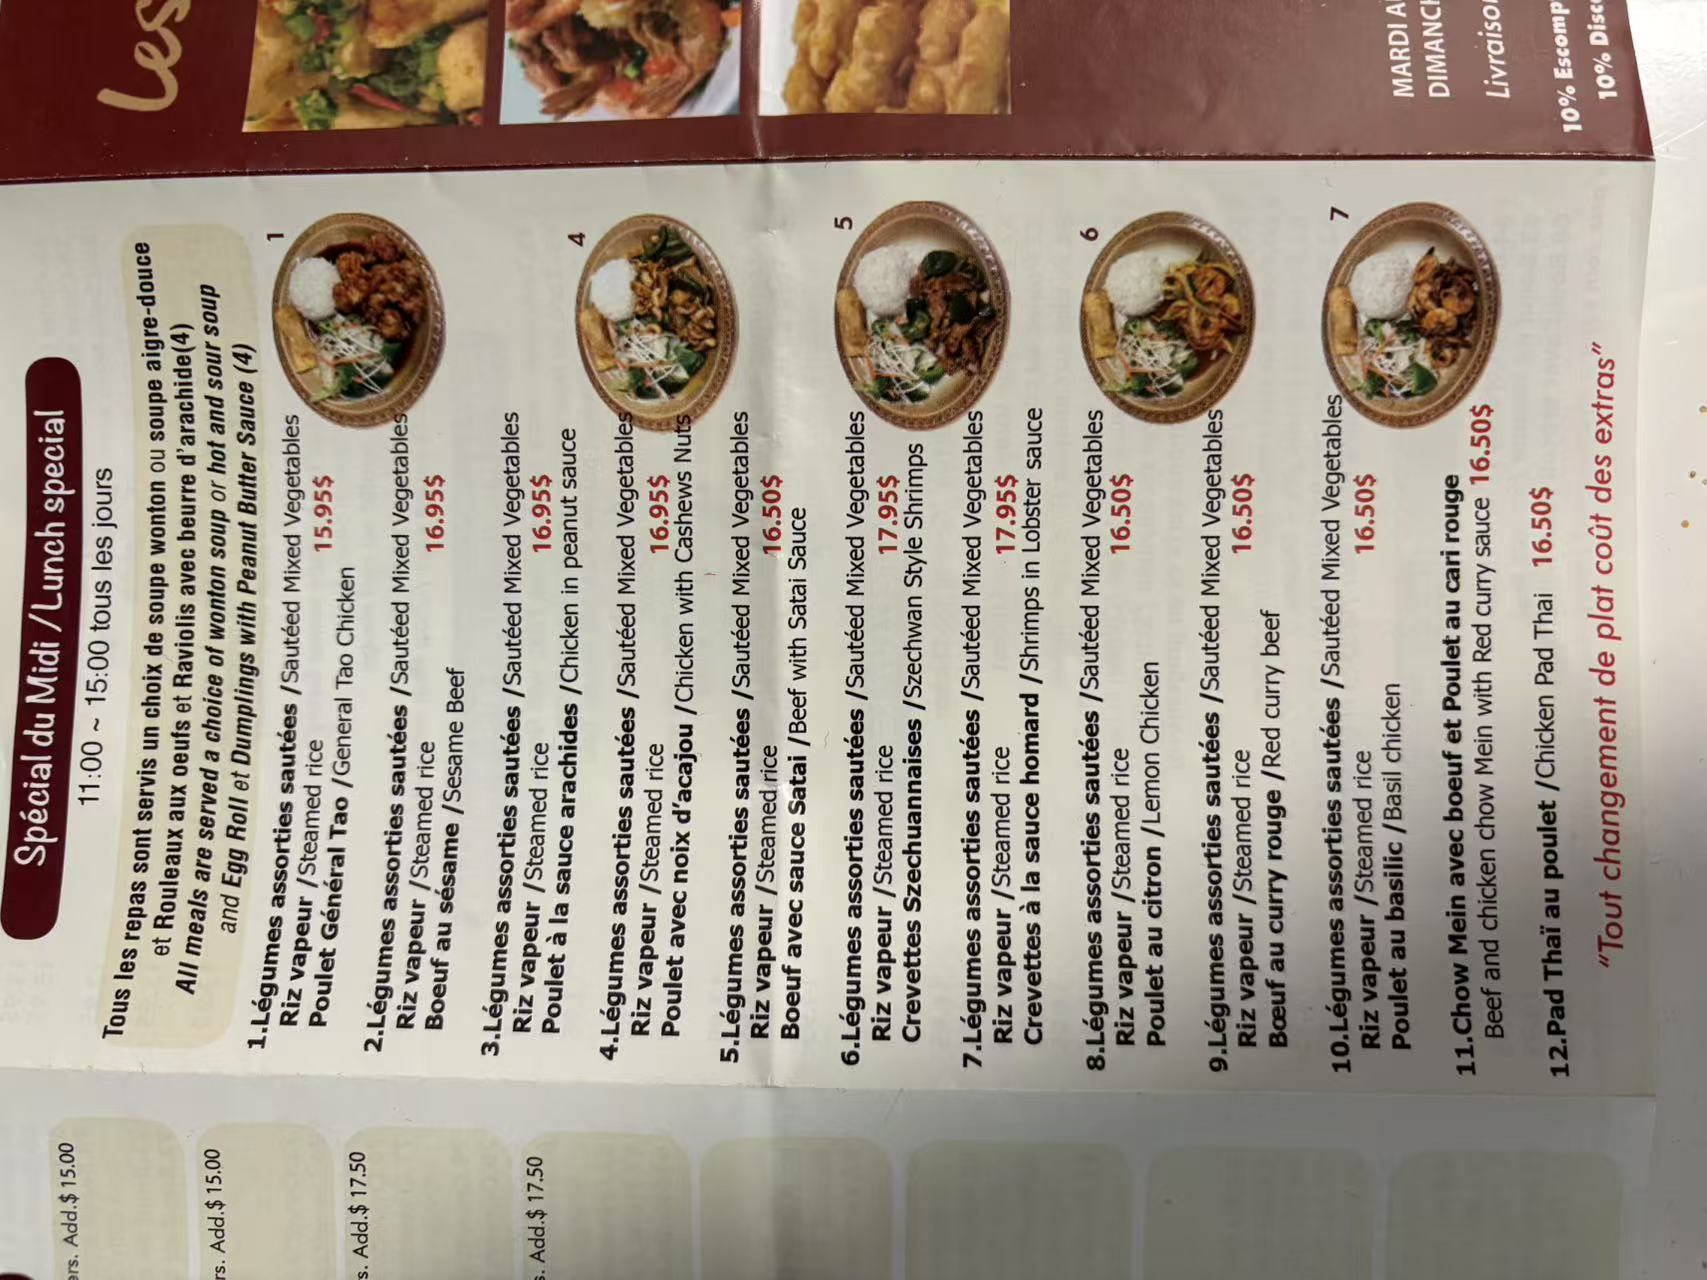 ers. Add.$ 15.00
rs. Add.$ 15.00
s. Add.$ 17.50
s. Add.$ 17.50
Spécial du Midi / Lunch special
11:00 ~ 15:00 tous les jours
Tous les repas sont servis un choix de soupe wonton ou soupe aigre-douce
et Rouleaux aux oeufs et Raviolis avec beurre d'arachide(4)
All meals are served a choice of wonton soup or hot and sour soup
and Egg Roll et Dumplings with Peanut Butter Sauce (4)
1.Légumes assorties sautées /Sautéed Mixed Vegetables
Riz vapeur /Steamed rice 15.95$
Poulet Général Tao /General Tao Chicken
1
2.Légumes assorties sautées /Sautéed Mixed Vegetables
Riz vapeur /Steamed rice 16.95$
Boeuf au sésame /Sesame Beef
3.Légumes assorties sautées /Sautéed Mixed Vegetables
Riz vapeur /Steamed rice 16.95$
Poulet à la sauce arachides /Chicken in peanut sauce
4
4.Légumes assorties sautées /Sautéed Mixed Vegetables
Riz vapeur /Steamed rice 16.95$
Poulet avec noix d'acajou /Chicken with Cashews Nuts
5.Légumes assorties sautées /Sautéed Mixed Vegetables
Riz vapeur /Steamed rice 16.50$
Boeuf avec sauce Satai /Beef with Satai Sauce
5
6.Légumes assorties sautées /Sautéed Mixed Vegetables
Riz vapeur /Steamed rice 17.95$
Crevettes Szechuannaises /Szechwan Style Shrimps
7.Légumes assorties sautées /Sautéed Mixed Vegetables
Riz vapeur /Steamed rice 17.95$
Crevettes à la sauce homard /Shrimps in Lobster sauce
6
8.Légumes assorties sautées /Sautéed Mixed Vegetables
Riz vapeur /Steamed rice 16.50$
Poulet au citron /Lemon Chicken
9.Légumes assorties sautées /Sautéed Mixed Vegetables
Riz vapeur /Steamed rice 16.50$
Bœuf au curry rouge /Red curry beef
7
10.Légumes assorties sautées /Sautéed Mixed Vegetables
Riz vapeur /Steamed rice 16.50$
Poulet au basilic /Basil chicken
11.Chow Mein avec boeuf et Poulet au cari rouge
Beef and chicken chow Mein with Red curry sauce 16.50$
12.Pad Thaï au poulet /Chicken Pad Thai 16.50$
"Tout changement de plat coût des extras"
Les
MARDI A
DIMANC
Livraiso
10% Escomp
10% Disc